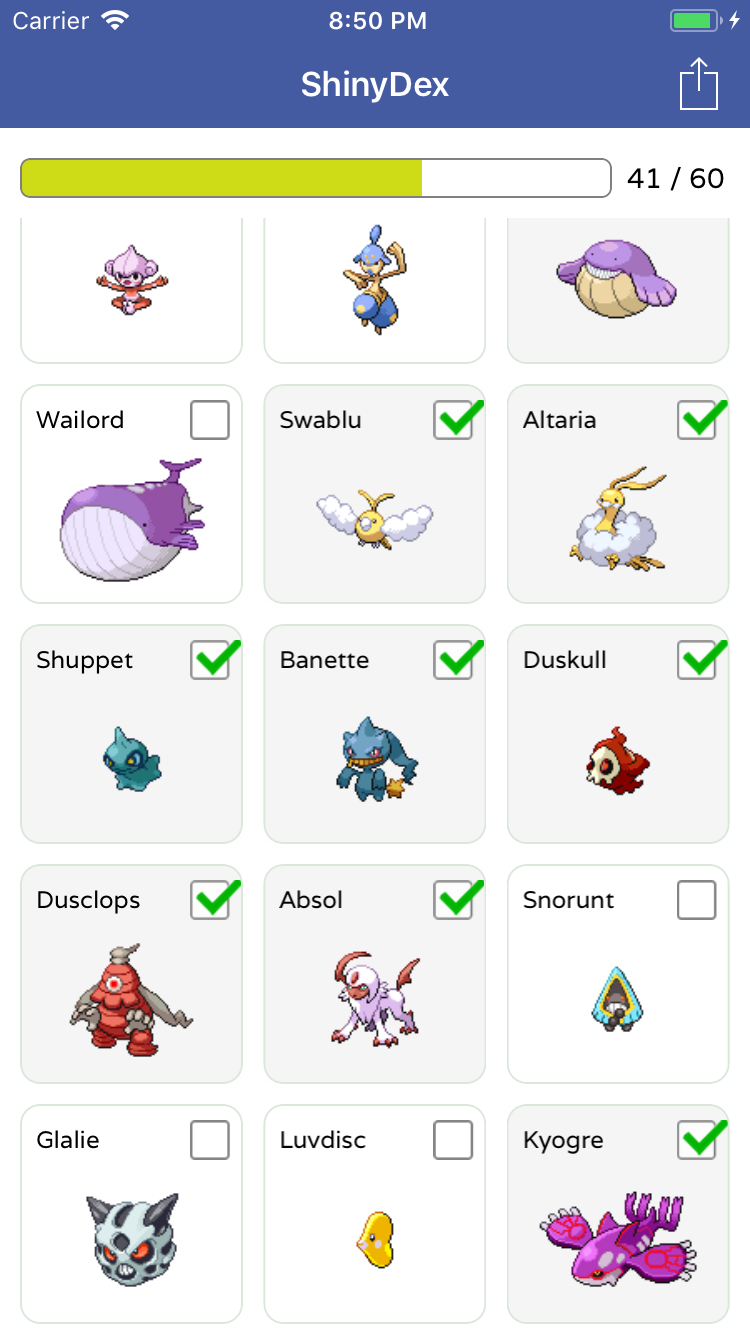 Carrier 8:50 PM
ShinyDex
41 / 60
Wailord Swablu Altaria
Shuppet Banette Duskull
Dusclops Absol Snorunt
Glalie Luvdisc Kyogre